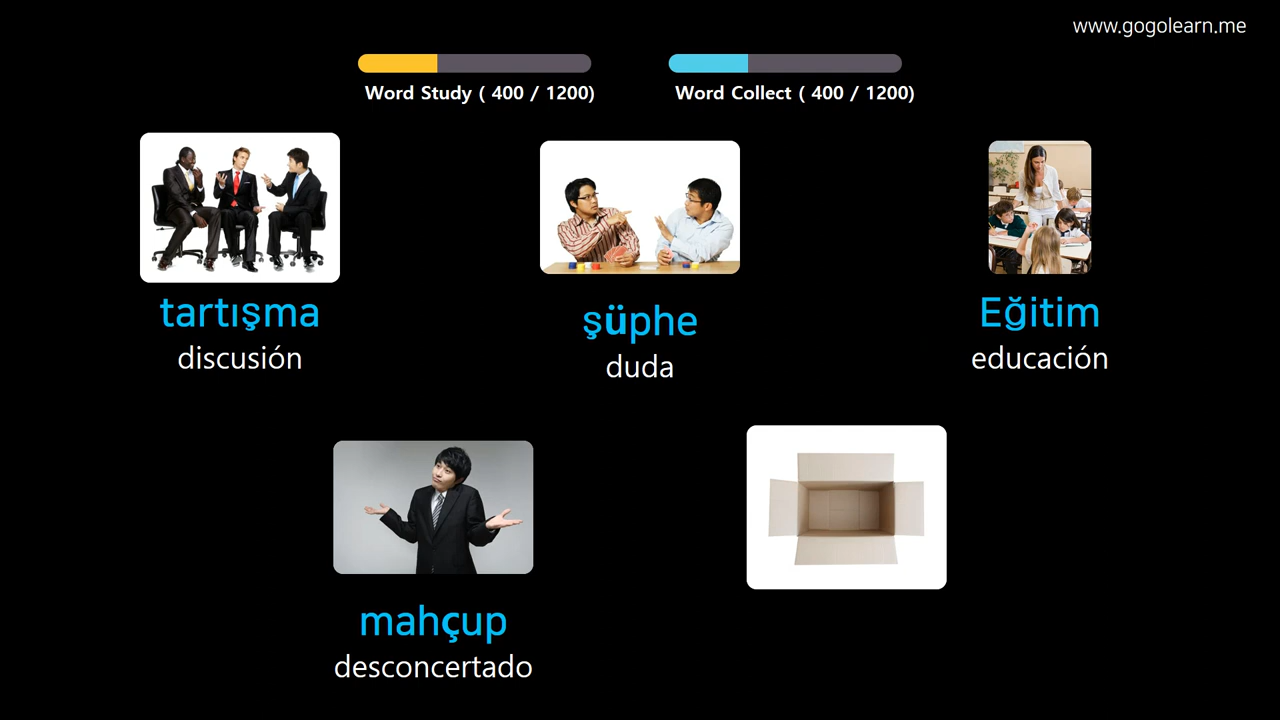 www.gogolearn.me
Word Study ( 400 / 1200)
Word Collect ( 400 / 1200)
tartışma
discusión
şüphe
duda
Eğitim
educación
mahçup
desconcertado